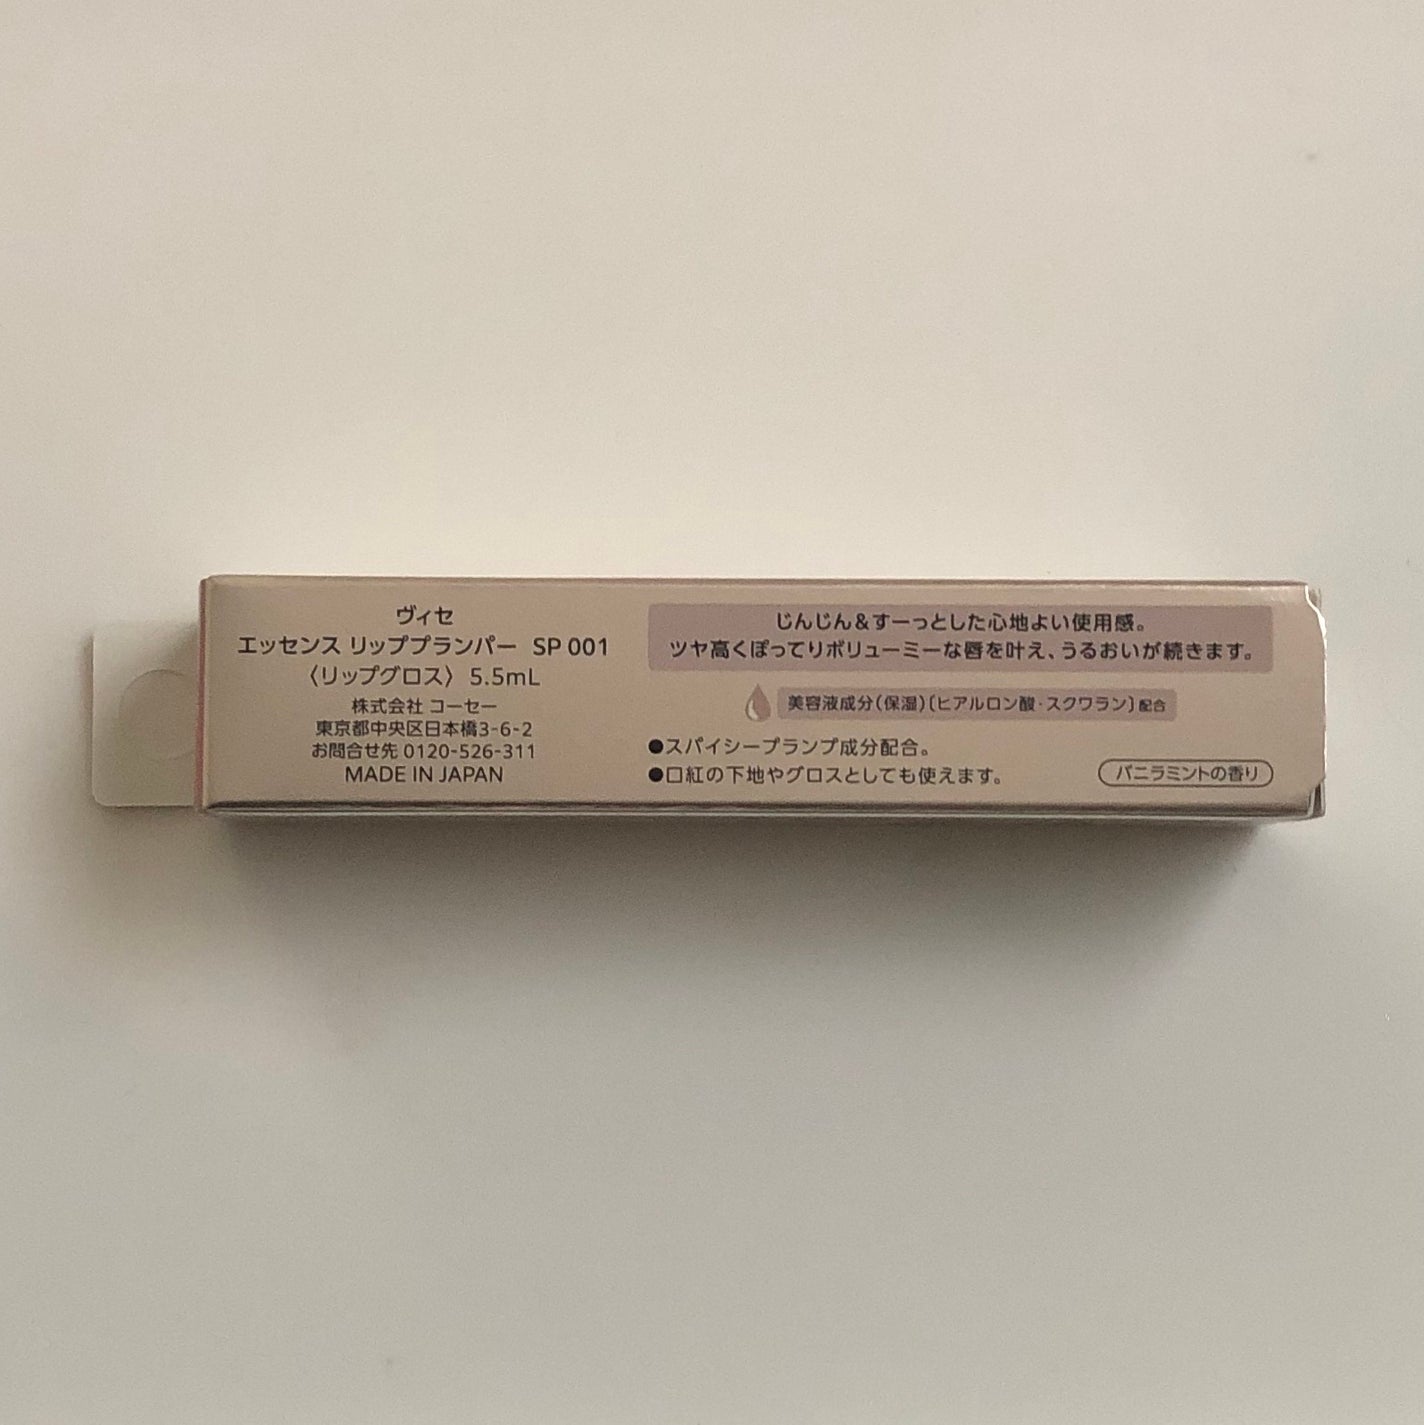 ヴィセ
エッセンス リッププランパー SP 001
〈リップグロス〉 5.5mL
株式会社 コーセー
東京都中央区日本橋3-6-2
お問合せ先 0120-526-311
MADE IN JAPAN
じんじん&すーっとした心地よい使用感。
ツヤ高くぽってりボリューミーな唇を叶え、うるおいが続きます。
美容液成分(保湿)〔ヒアルロン酸・スクワラン〕配合
●スパイシープランプ成分配合。
●口紅の下地やグロスとしても使えます。
バニラミントの香り